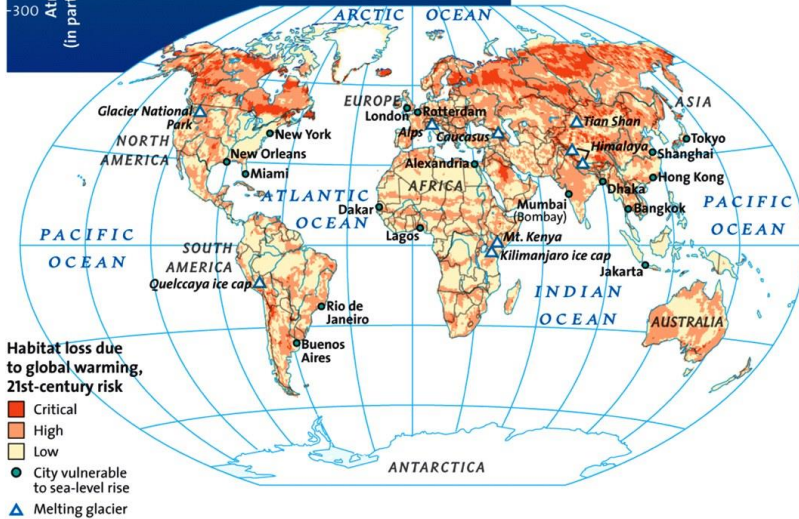 -300
At
(in par
ARCTIC OCEAN
EUROPE
ASIA
Glacier National
Park
London
Rotterdam
Alps
Caucasus
Tian Shan
NORTH
AMERICA
New York
New Orleans
Miami
Himalaya
Tokyo
Shanghai
Alexandria
AFRICA
ATLANTIC
OCEAN
Dakar
Lagos
Mumbai
(Bombay)
Dhaka
Hong Kong
Bangkok
PACIFIC
OCEAN
PACIFIC
OCEAN
SOUTH
AMERICA
Quelccaya ice cap
Mt. Kenya
Kilimanjaro ice cap
Jakarta
INDIAN
OCEAN
Rio de
Janeiro
Buenos
Aires
AUSTRALIA
ANTARCTICA
Habitat loss due
to global warming,
21st-century risk
Critical
High
Low
City vulnerable
to sea-level rise
Melting glacier